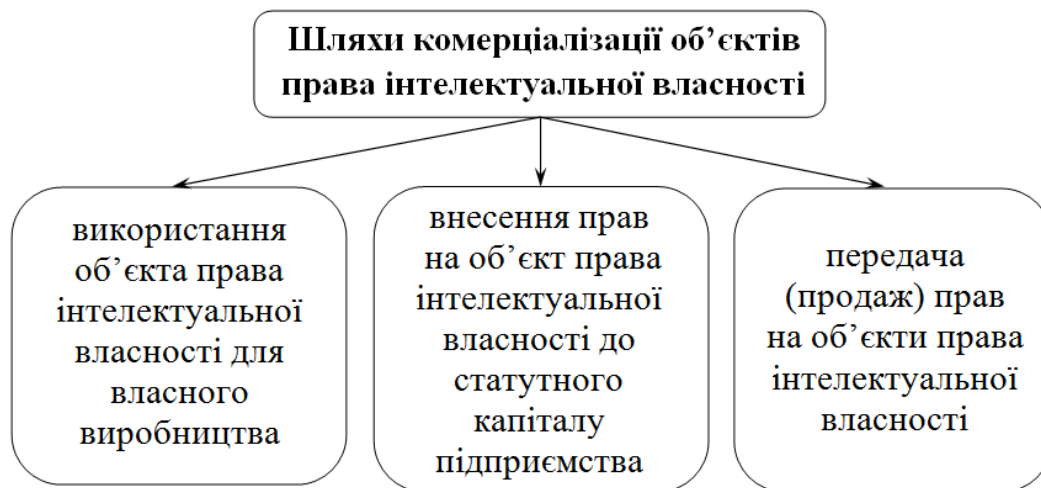 Шляхи комерціалізації об’єктів
права інтелектуальної власності
використання
об’єкта права
інтелектуальної
власності для
власного
виробництва
внесення прав
на об’єкт права
інтелектуальної
власності до
статутного
капіталу
підприємства
передача
(продаж) прав
на об’єкти права
інтелектуальної
власності